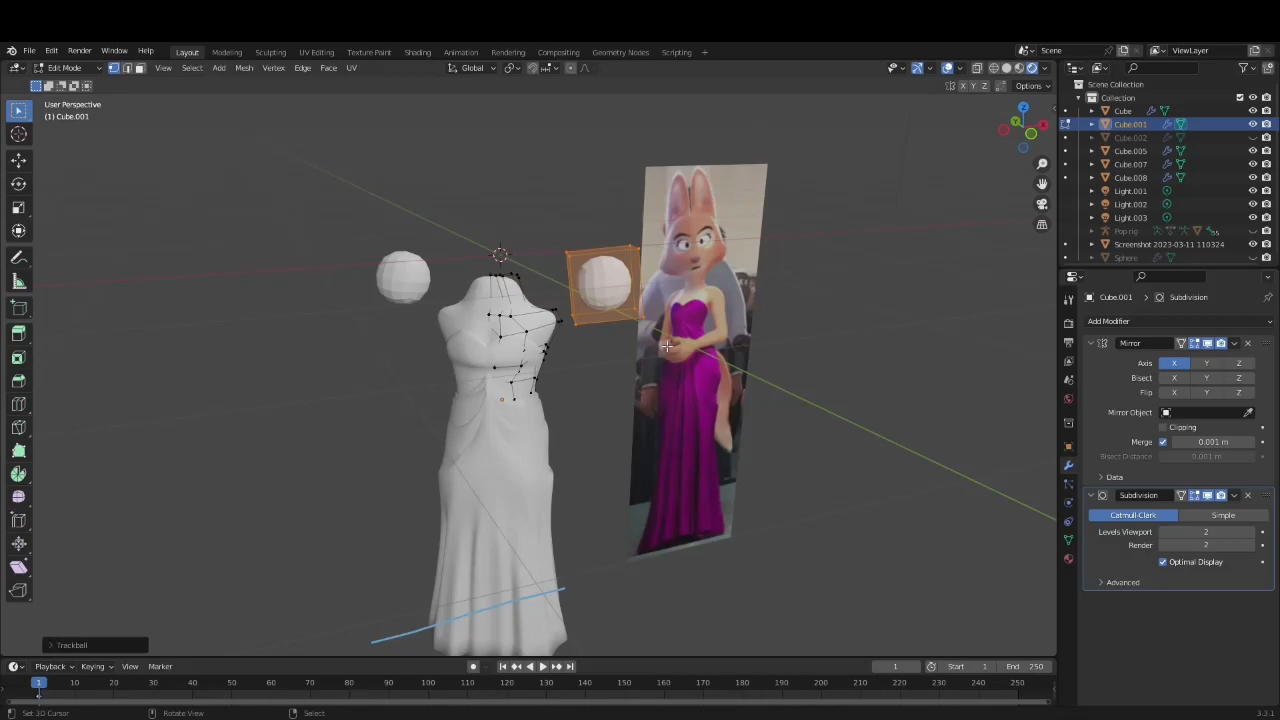 File Edit Render Window Help Layout Modeling Sculpting UV Editing Texture Paint Shading Animation Rendering Compositing Geometry Nodes Scripting + Scene ViewLayer
Edit Mode View Select Add Mesh Vertex Edge Face UV Global
X Y Z Options
User Perspective
(1) Cube.001
Scene Collection
Collection
Cube
Cube.001
Cube.002
Cube.005
Cube.007
Cube.008
Light.001
Light.002
Light.003
Pop rig
Screenshot 2023-03-11 110324
Sphere
Cube.001 > Subdivision
Add Modifier
Mirror
Axis X Y Z
Bisect X Y Z
Flip X Y Z
Mirror Object
Clipping
Merge 0.001 m
Bisect Distance 0.001 m
Data
Subdivision
Catmull-Clark Simple
Levels Viewport 2
Render 2
Optimal Display
Advanced
Trackball
Playback Keying View Marker 1 Start 1 End 250
1 10 20 30 40 50 60 70 80 90 100 110 120 130 140 150 160 170 180 190 200 210 220 230 240 250
Set 3D Cursor Rotate View Select 3.3.1